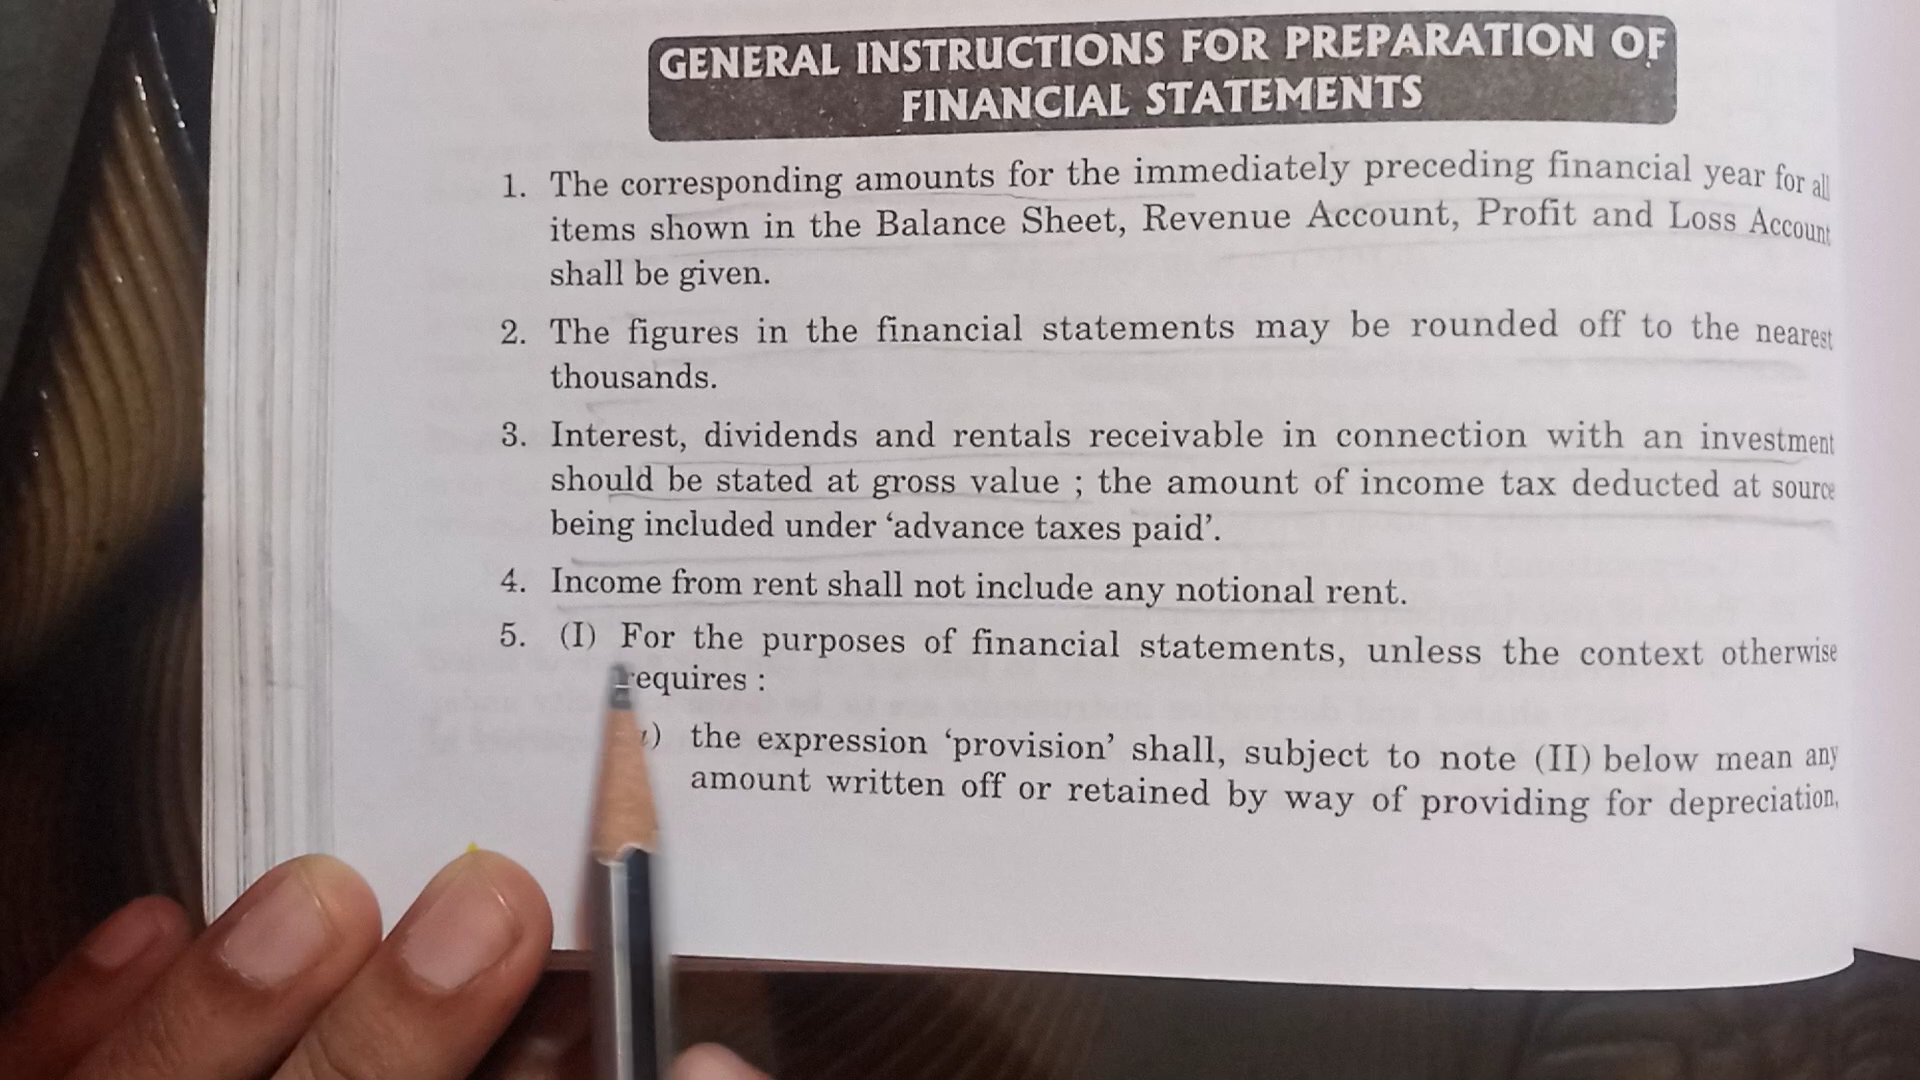 GENERAL INSTRUCTIONS FOR PREPARATION OF
FINANCIAL STATEMENTS
1. The corresponding amounts for the immediately preceding financial year for all
items shown in the Balance Sheet, Revenue Account, Profit and Loss Account
shall be given.
2. The figures in the financial statements may be rounded off to the nearest
thousands.
3. Interest, dividends and rentals receivable in connection with an investment
should be stated at gross value ; the amount of income tax deducted at source
being included under ‘advance taxes paid’.
4. Income from rent shall not include any notional rent.
5. (I) For the purposes of financial statements, unless the context otherwise
requires :
the expression ‘provision’ shall, subject to note (II) below mean any
amount written off or retained by way of providing for depreciation,